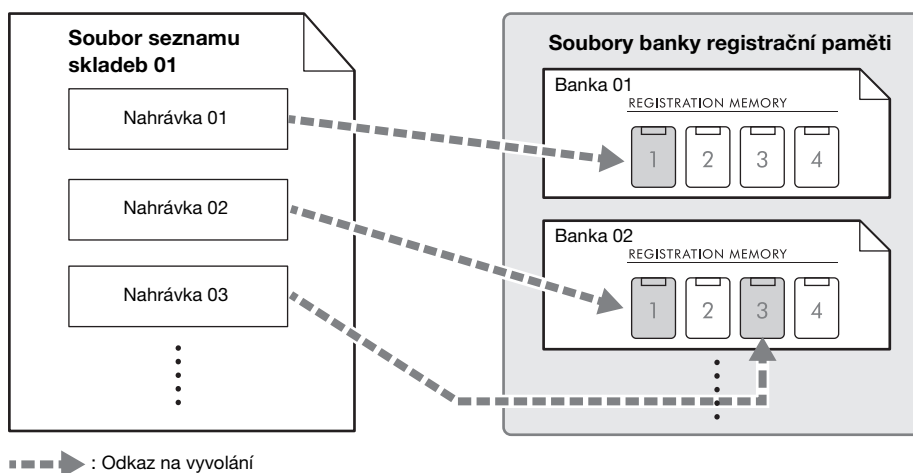 Soubor seznamu
skladeb 01
Nahrávka 01
Nahrávka 02
Nahrávka 03
Soubory banky registrační paměti
Banka 01
REGISTRATION MEMORY
1 2 3 4
Banka 02
REGISTRATION MEMORY
1 2 3 4
: Odkaz na vyvolání